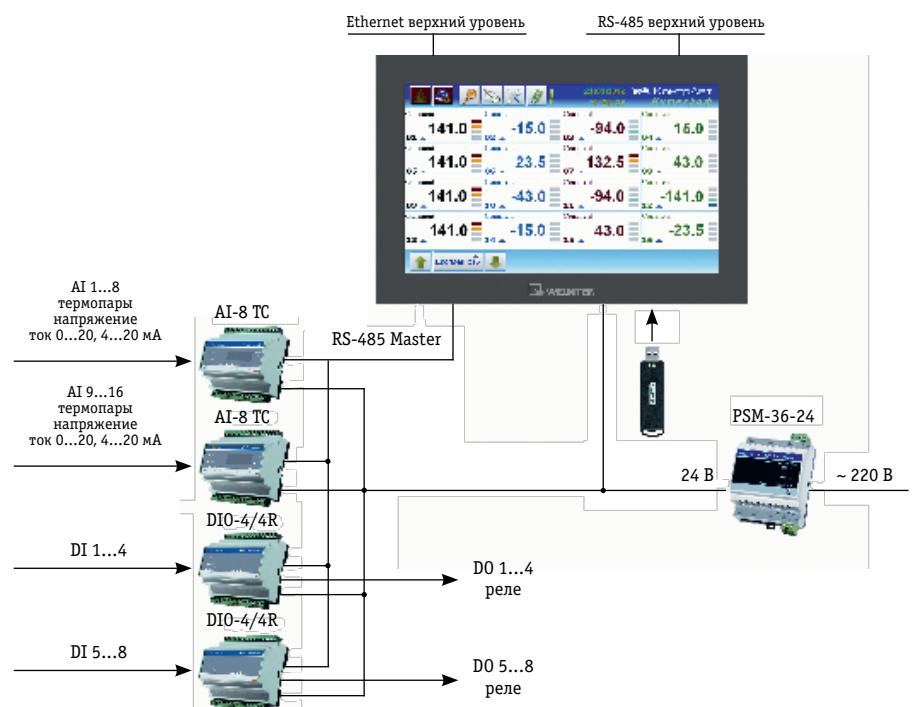 Ethernet верхний уровень
RS-485 верхний уровень
141.0 -15.0 -94.0 15.0
141.0 23.5 132.5 43.0
141.0 -43.0 -94.0 -141.0
141.0 -15.0 43.0 -23.5
WEINTEK
AI 1...8
термопары
напряжение
ток 0...20, 4...20 мА
AI-8 TC
RS-485 Master
AI 9...16
термопары
напряжение
ток 0...20, 4...20 мА
AI-8 TC
PSM-36-24
24 В
~ 220 В
DIO-4/4R
DI 1...4
DO 1...4
реле
DIO-4/4R
DI 5...8
DO 5...8
реле